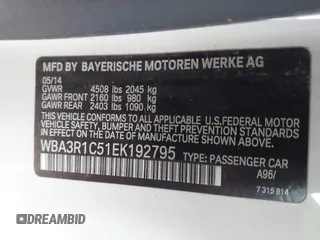 MFD BY BAYERISCHE MOTOREN WERKE AG
05/14
GVWR 4508 lbs 2045 kg
GAWR FRONT 2160 lbs 980 kg
GAWR REAR 2403 lbs 1090 kg
THIS VEHICLE CONFORMS TO ALL APPLICABLE U.S.FEDERAL MOTOR
VEHICLE SAFETY, BUMPER, AND THEFT PREVENTION STANDARDS IN
EFFECT ON THE DATE OF MANUFACTURE SHOWN ABOVE.
WBA3R1C51EK192795 TYPE: PASSENGER CAR
A96/
7 315 814
DREAMBID
DREAMBID.COM